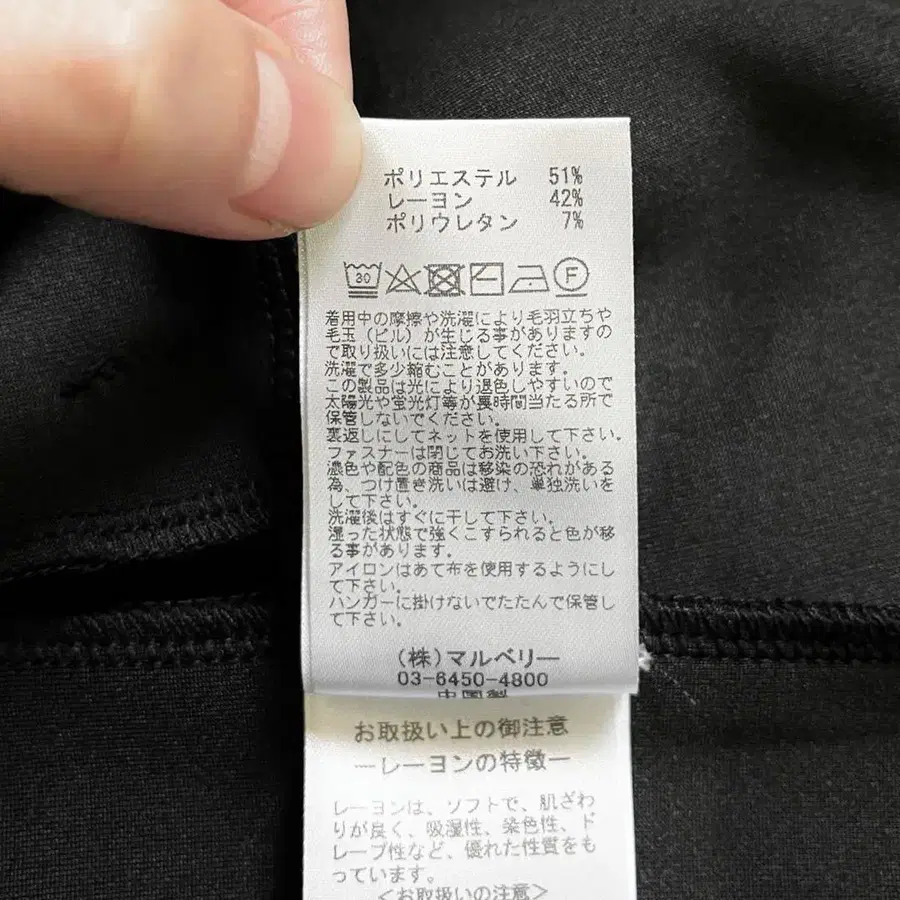 ポリエステル 51%
レーヨン 42%
ポリウレタン 7%
30
F
着用中の摩擦や洗濯により毛羽立ちや
毛玉（ピル）が生じる事がありますの
で取り扱いには注意してください。
洗濯で多少縮むことがあります。
この製品は光により退色しやすいので
太陽光や蛍光灯等が長時間当たる所で
保管しないでください。
裏返しにしてネットを使用して下さい。
ファスナーは閉じてお洗い下さい。
濃色や配色の商品は移染の恐れがある
為、つけ置き洗いは避け、単独洗いを
して下さい。
洗濯後はすぐに干して下さい。
湿った状態で強くこすられると色が移
る事があります。
アイロンはあて布を使用するようにし
て下さい。
ハンガーに掛けないでたたんで保管し
て下さい。
（株）マルベリー
03-6450-4800
中国製
お取扱い上の御注意
―レーヨンの特徴―
レーヨンは、ソフトで、肌ざわ
りが良く、吸湿性、染色性、ド
レープ性など、優れた性質をも
っています。
＜お取扱いの注意＞